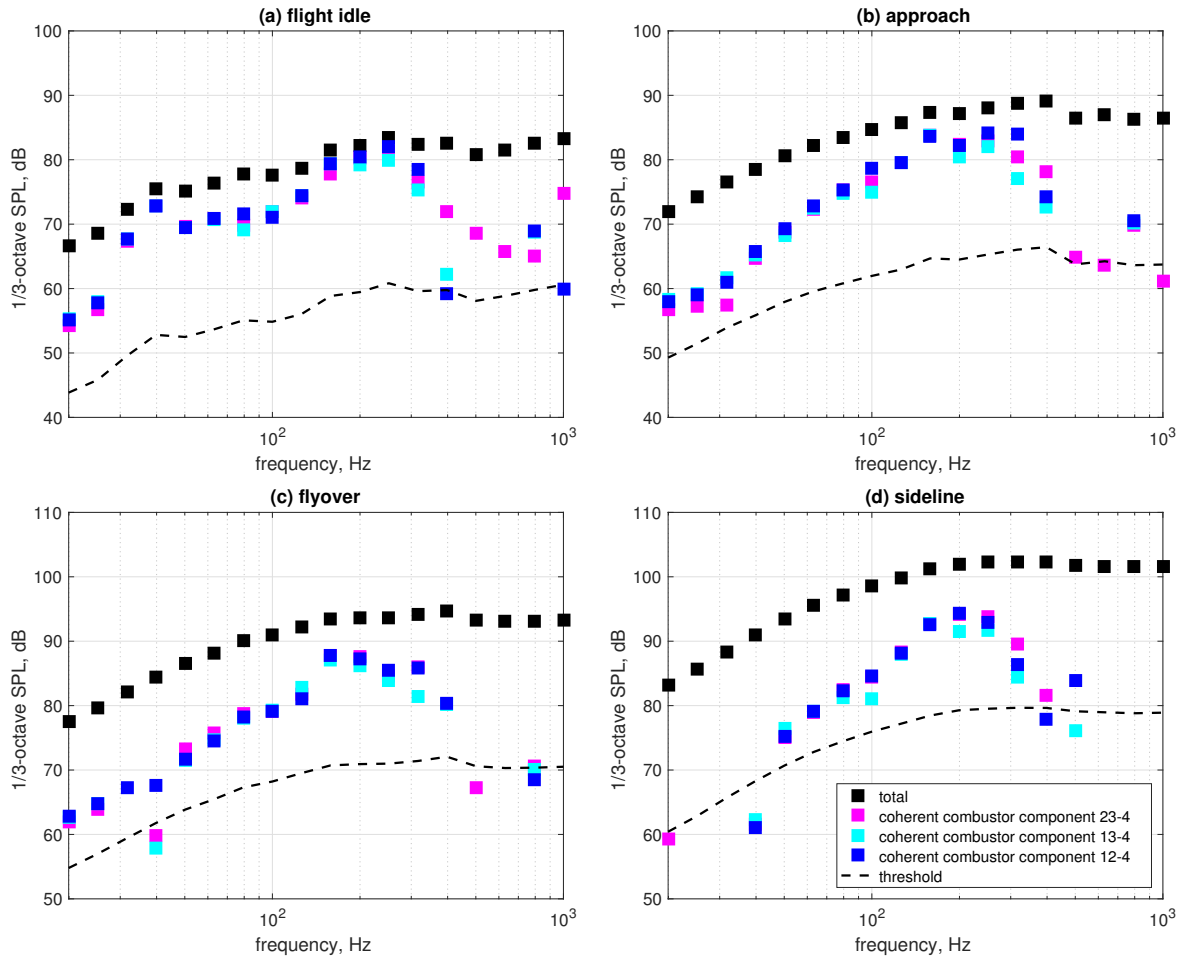 (a) flight idle
100
90
80
70
60
50
40
1/3-octave SPL, dB
10^2
10^3
frequency, Hz
(b) approach
100
90
80
70
60
50
40
1/3-octave SPL, dB
10^2
10^3
frequency, Hz
(c) flyover
110
100
90
80
70
60
50
1/3-octave SPL, dB
10^2
10^3
frequency, Hz
(d) sideline
110
100
90
80
70
60
50
1/3-octave SPL, dB
10^2
10^3
frequency, Hz
total
coherent combustor component 23-4
coherent combustor component 13-4
coherent combustor component 12-4
threshold